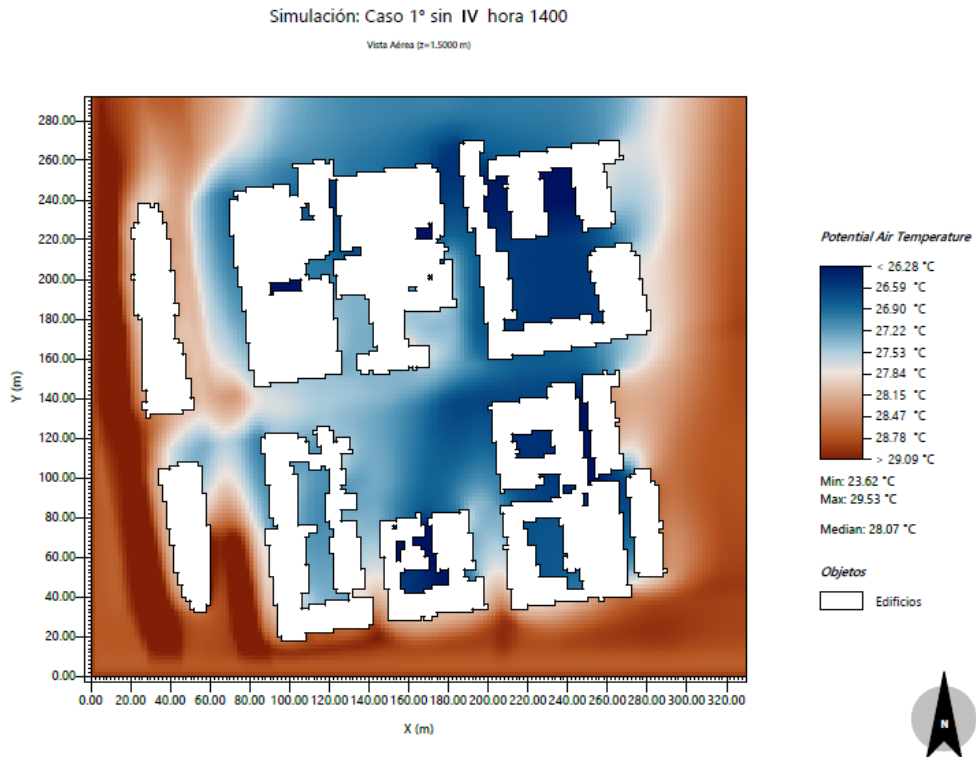 Simulación: Caso 1º sin IV hora 1400
Vista Aérea (z=1.5000 m)
280.00
260.00
240.00
220.00
200.00
180.00
160.00
140.00
120.00
100.00
80.00
60.00
40.00
20.00
0.00
Y (m)
0.00 20.00 40.00 60.00 80.00 100.00 120.00 140.00 160.00 180.00 200.00 220.00 240.00 260.00 280.00 300.00 320.00
X (m)
Potential Air Temperature
< 26.28 °C
26.59 °C
26.90 °C
27.22 °C
27.53 °C
27.84 °C
28.15 °C
28.47 °C
28.78 °C
> 29.09 °C
Min: 23.62 °C
Max: 29.53 °C
Median: 28.07 °C
Objetos
Edificios
N